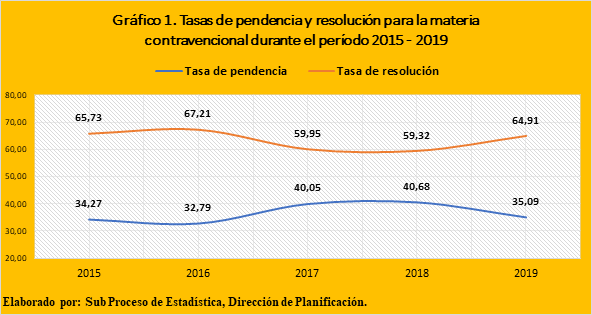 Gráfico 1. Tasas de pendencia y resolución para la materia
contravencional durante el período 2015 - 2019
Tasa de pendencia Tasa de resolución
80,00
70,00
60,00
50,00
40,00
30,00
20,00
65,73 67,21 59,95 59,32 64,91
34,27 32,79 40,05 40,68 35,09
2015 2016 2017 2018 2019
Elaborado por: Sub Proceso de Estadística, Dirección de Planificación.